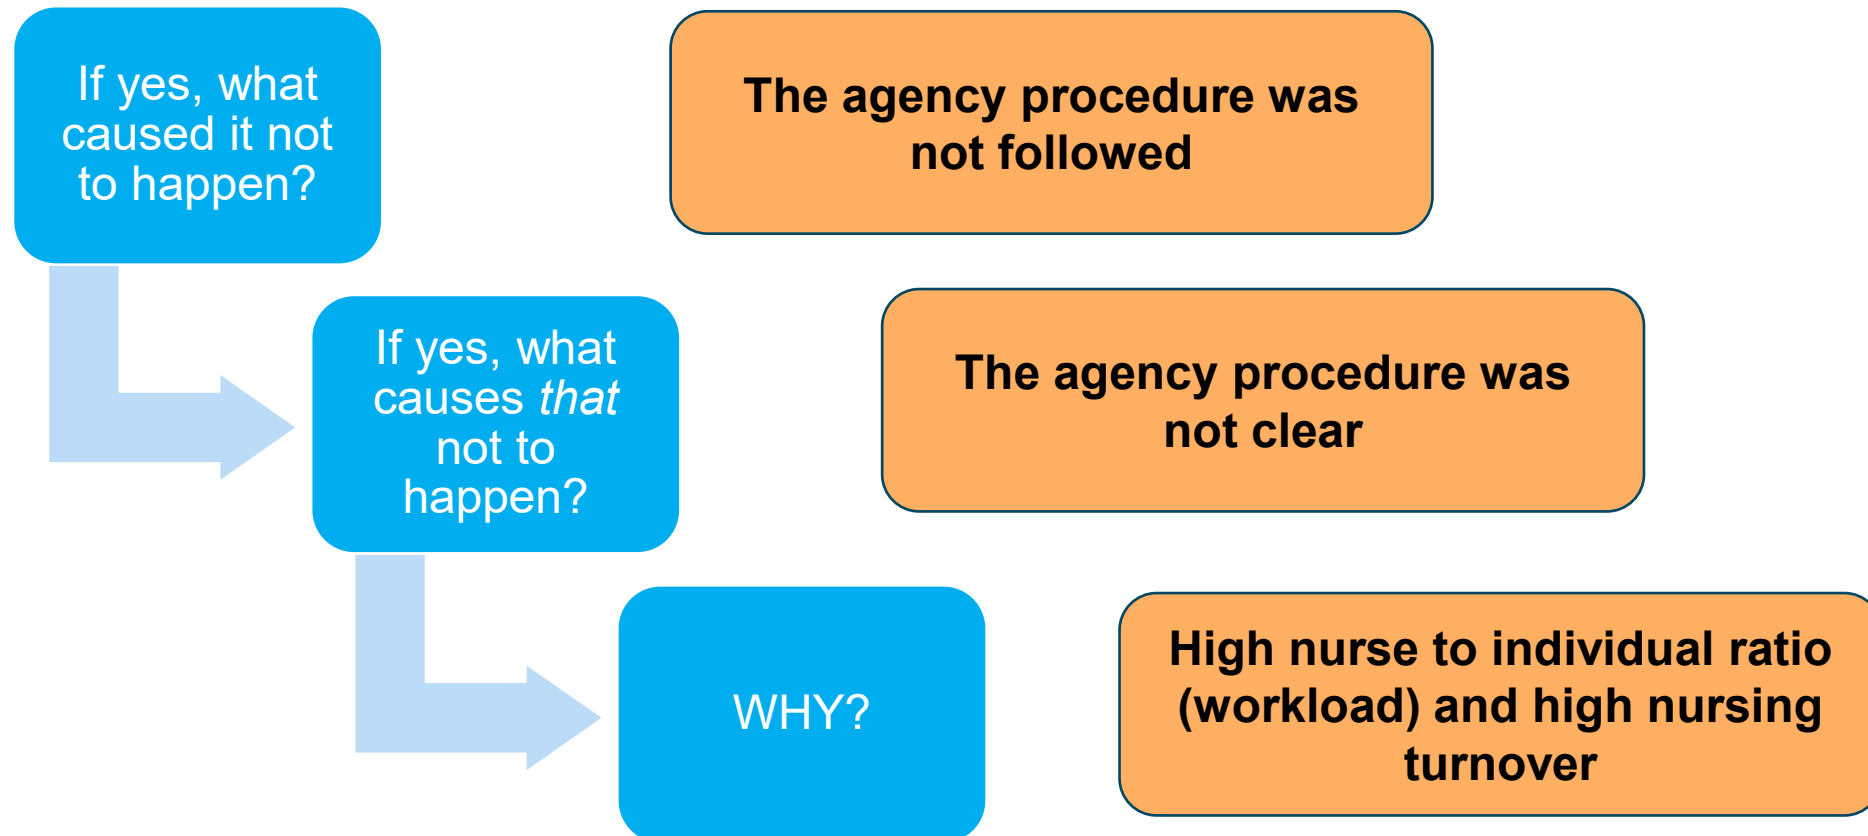 If yes, what
caused it not
to happen?
The agency procedure was
not followed
If yes, what
causes that
not to
happen?
The agency procedure was
not clear
WHY?
High nurse to individual ratio
(workload) and high nursing
turnover